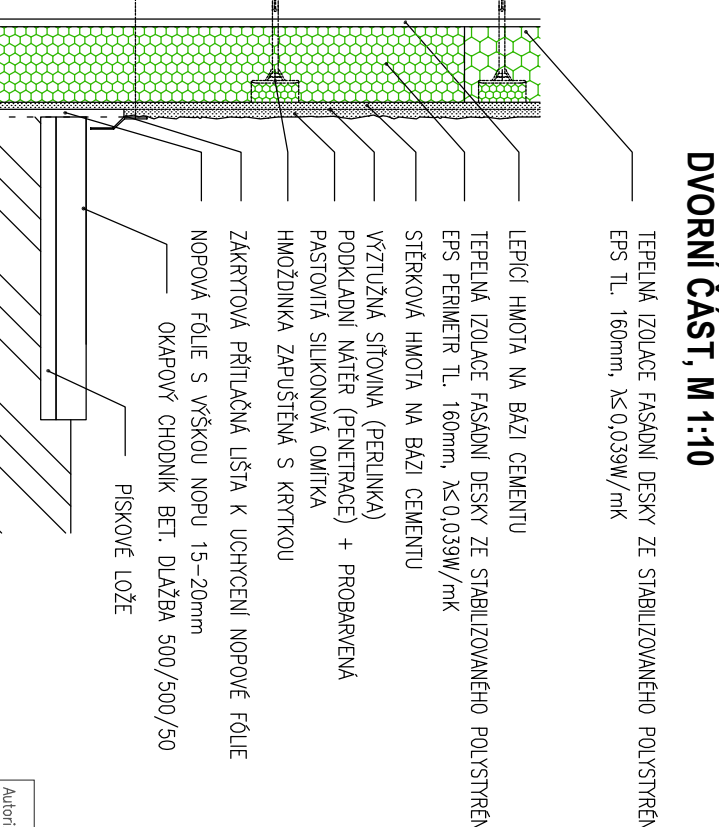 DVORNÍ ČÁST, M 1:10
TEPELNÁ IZOLACE FASÁDNÍ DESKY ZE STABILIZOVANÉHO POLYSTYRÉN
EPS TL. 160mm, λ≤0,039W/mK
LEPÍCÍ HMOTA NA BÁZI CEMENTU
TEPELNÁ IZOLACE FASÁDNÍ DESKY ZE STABILIZOVANÉHO POLYSTYRÉN
EPS PERIMETR TL. 160mm, λ≤0,039W/mK
STĚRKOVÁ HMOTA NA BÁZI CEMENTU
VÝZTUŽNÁ SÍŤOVINA (PERLINKA)
PODKLADNÍ NÁTĚR (PENETRACE) + PROBARVENÁ
PASTOVITÁ SILIKONOVÁ OMÍTKA
HMOŽDINKA ZAPUŠTĚNÁ S KRYTKOU
ZÁKRYTOVÁ PŘÍTLAČNÁ LIŠTA K UCHYCENÍ NOPOVÉ FÓLIE
NOPOVÁ FÓLIE S VÝŠKOU NOPU 15-20mm
OKAPOVÝ CHODNÍK BET. DLAŽBA 500/500/50
PÍSKOVÉ LOŽE
Autori